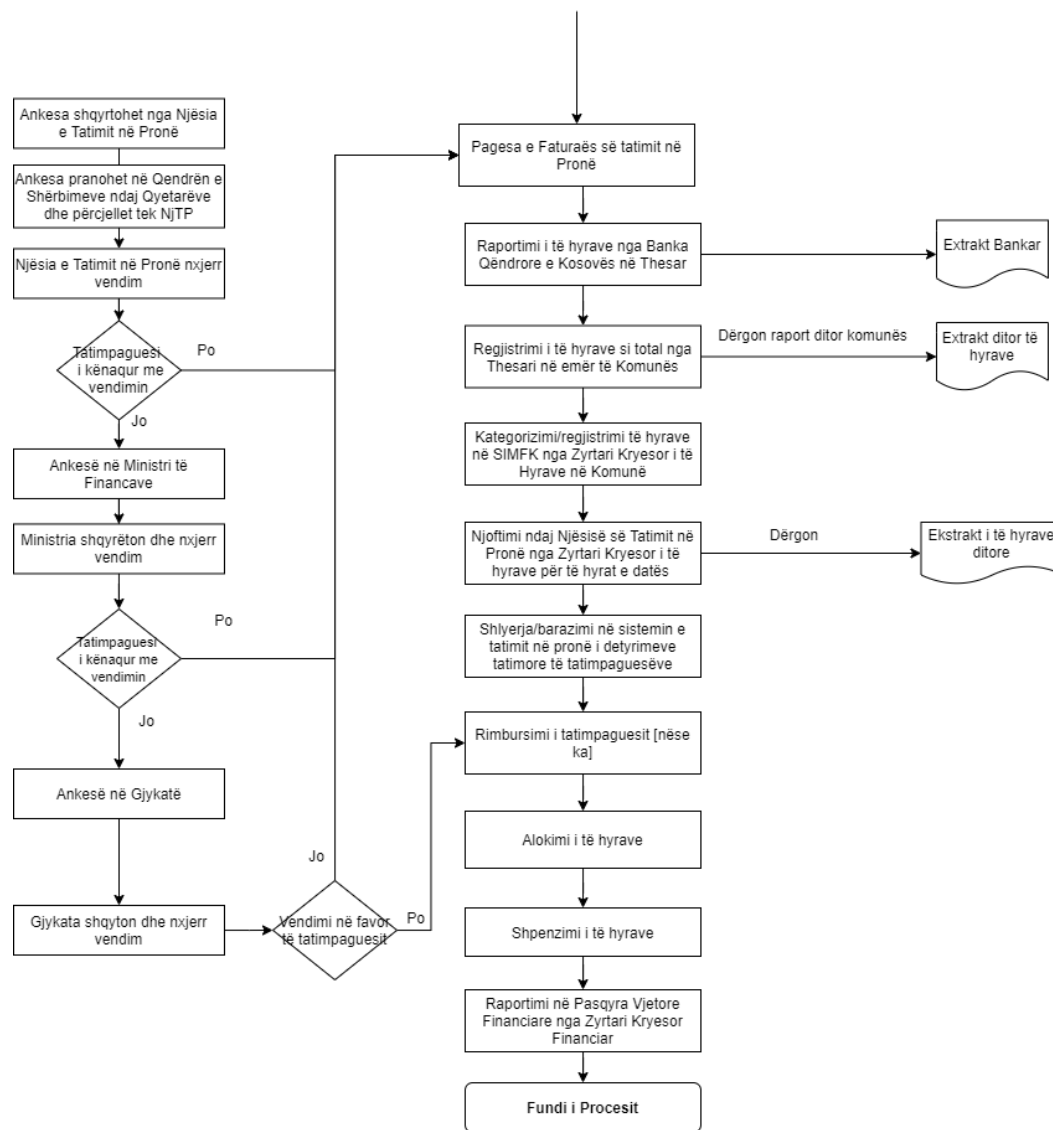 Ankesa shqyrtohet nga Njësia
e Tatimit në Pronë
Ankesa pranohet në Qendrën e
Shërbimeve ndaj Qyetarëve
dhe përcjellet tek NjTP
Njësia e Tatimit në Pronë nxjerr
vendim
Tatimpaguesi
i kënaqur me
vendimin
Po
Jo
Ankesë në Ministri të
Financave
Ministria shqyrëton dhe nxjerr
vendim
Tatimpaguesi
i kënaqur me
vendimin
Po
Jo
Ankesë në Gjykatë
Gjykata shqyton dhe nxjerr
vendim
Vendimi në favor
të tatimpaguesit
Jo
Po
Pagesa e Faturaës së tatimit në
Pronë
Raportimi i të hyrave nga Banka
Qëndrore e Kosovës në Thesar
Extrakt Bankar
Regjistrimi i të hyrave si total nga
Thesari në emër të Komunës
Dërgon raport ditor komunës
Extrakt ditor të
hyrave
Kategorizimi/regjistrimi të hyrave
në SIMFK nga Zyrtari Kryesor i të
Hyrave në Komunë
Njoftimi ndaj Njësisë së Tatimit në
Pronë nga Zyrtari Kryesor i të
hyrave për të hyrat e datës
Dërgon
Ekstrakt i të hyrave
ditore
Shlyerja/barazimi në sistemin e
tatimit në pronë i detyrimeve
tatimore të tatimpaguesëve
Rimbursimi i tatimpaguesit [nëse
ka]
Alokimi i të hyrave
Shpenzimi i të hyrave
Raportimi në Pasqyra Vjetore
Financiare nga Zyrtari Kryesor
Financiar
Fundi i Procesit